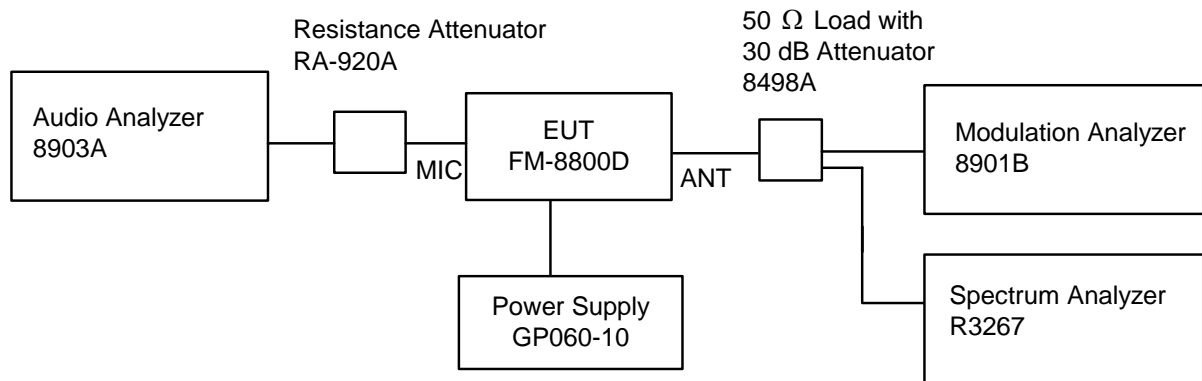 Resistance Attenuator
RA-920A
50 Ω Load with
30 dB Attenuator
8498A
Audio Analyzer
8903A
MIC
EUT
FM-8800D
ANT
Modulation Analyzer
8901B
Power Supply
GP060-10
Spectrum Analyzer
R3267